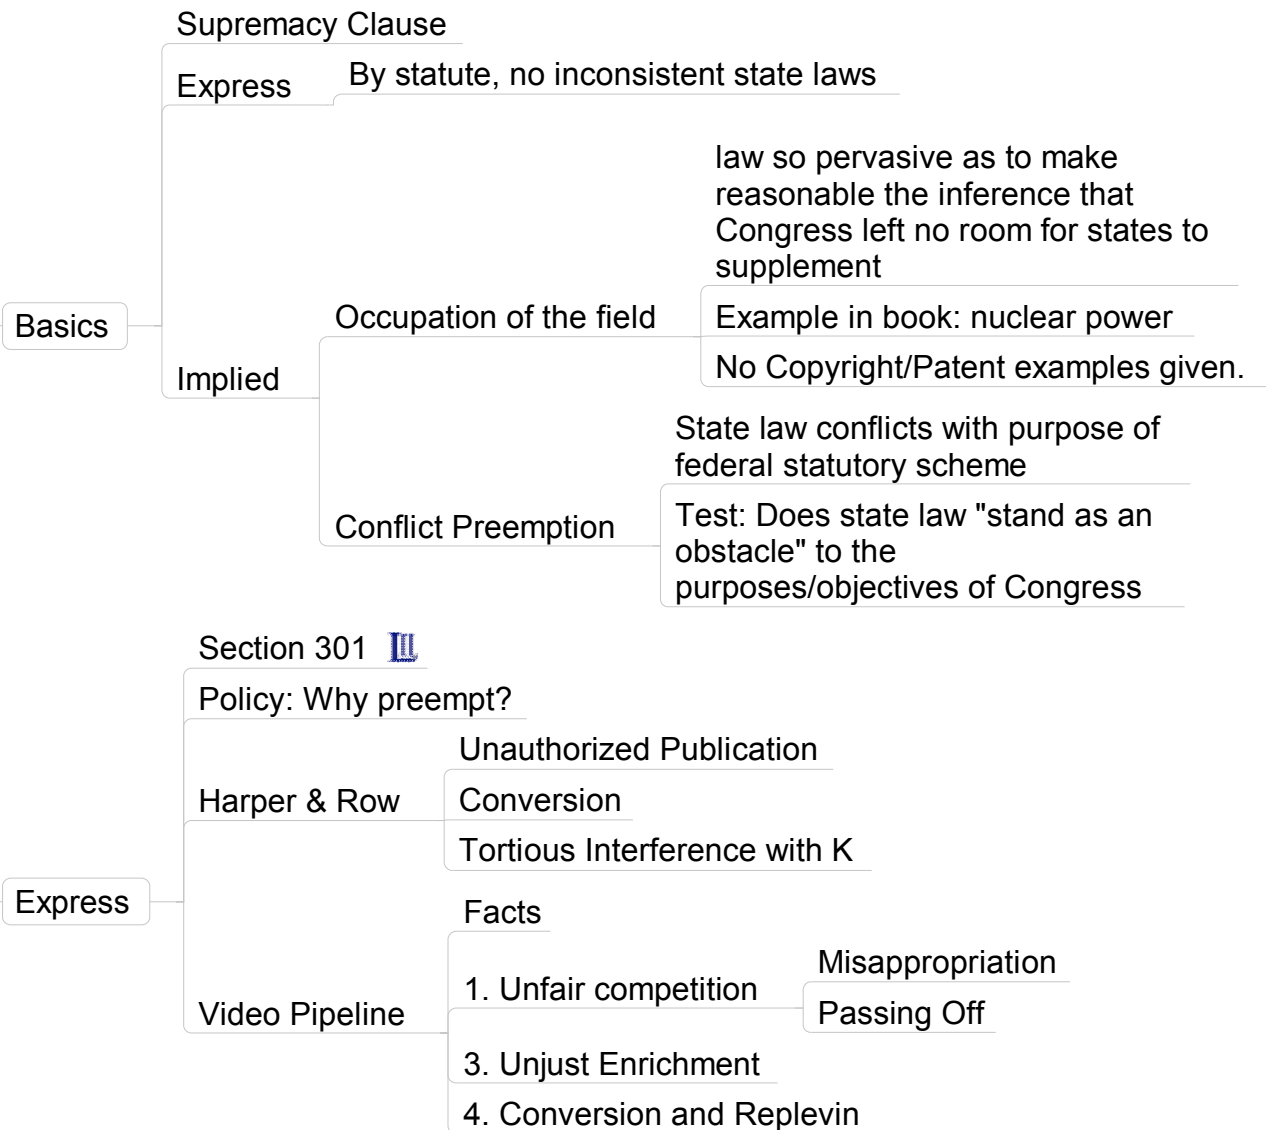 Supremacy Clause
Express
By statute, no inconsistent state laws
law so pervasive as to make
reasonable the inference that
Congress left no room for states to
supplement
Occupation of the field
Example in book: nuclear power
Basics
Implied
No Copyright/Patent examples given.
State law conflicts with purpose of
federal statutory scheme
Conflict Preemption
Test: Does state law "stand as an
obstacle" to the
purposes/objectives of Congress
Section 301
Policy: Why preempt?
Harper & Row
Unauthorized Publication
Conversion
Tortious Interference with K
Express
Video Pipeline
Facts
1. Unfair competition
Misappropriation
Passing Off
3. Unjust Enrichment
4. Conversion and Replevin